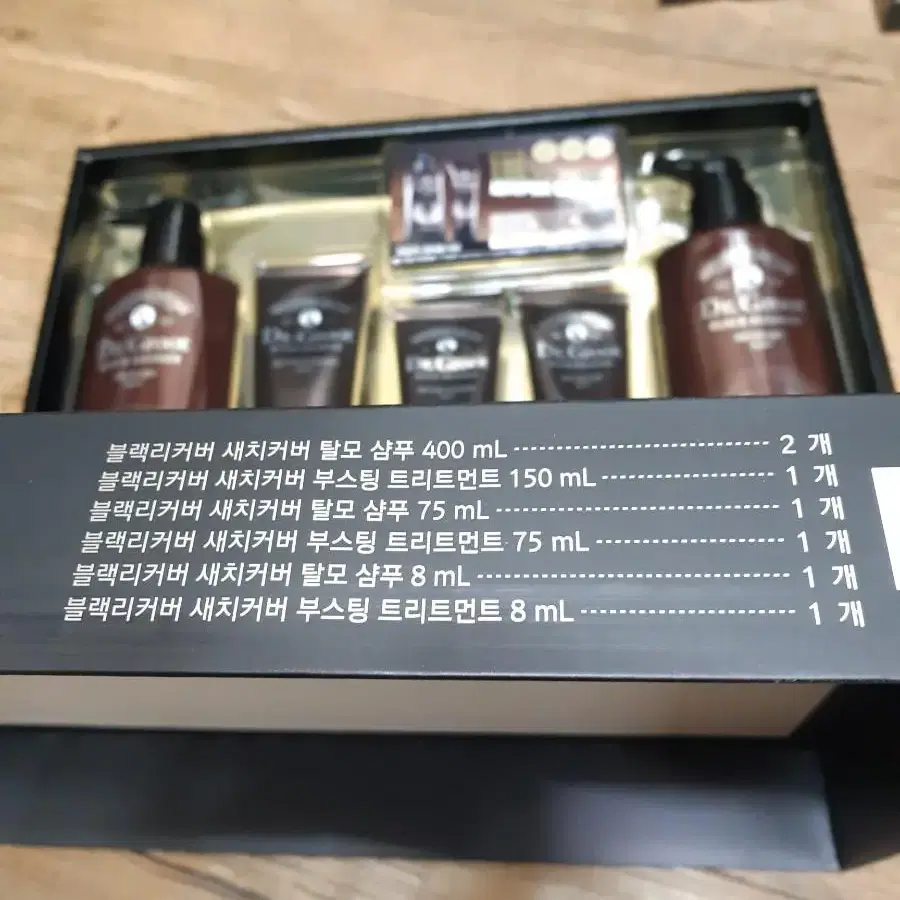 블랙리커버 새치커버 탈모 샴푸 400 mL 2 개
블랙리커버 새치커버 부스팅 트리트먼트 150 mL 1 개
블랙리커버 새치커버 탈모 샴푸 75 mL 1 개
블랙리커버 새치커버 부스팅 트리트먼트 75 mL 1 개
블랙리커버 새치커버 탈모 샴푸 8 mL 1 개
블랙리커버 새치커버 부스팅 트리트먼트 8 mL 1 개